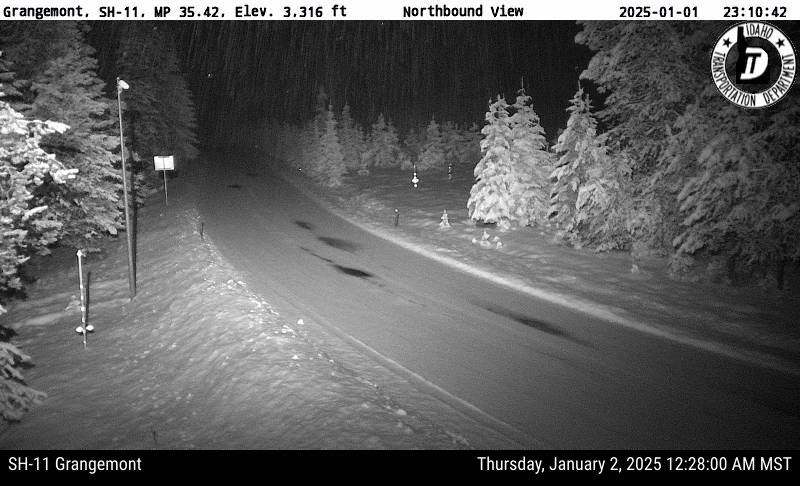 Grangemont, SH-11, MP 35.42, Elev. 3,316 ft Northbound View 2025-01-01 23:10:42
IDAHO
TRANSPORTATION DEPARTMENT
SH-11 Grangemont Thursday, January 2, 2025 12:28:00 AM MST